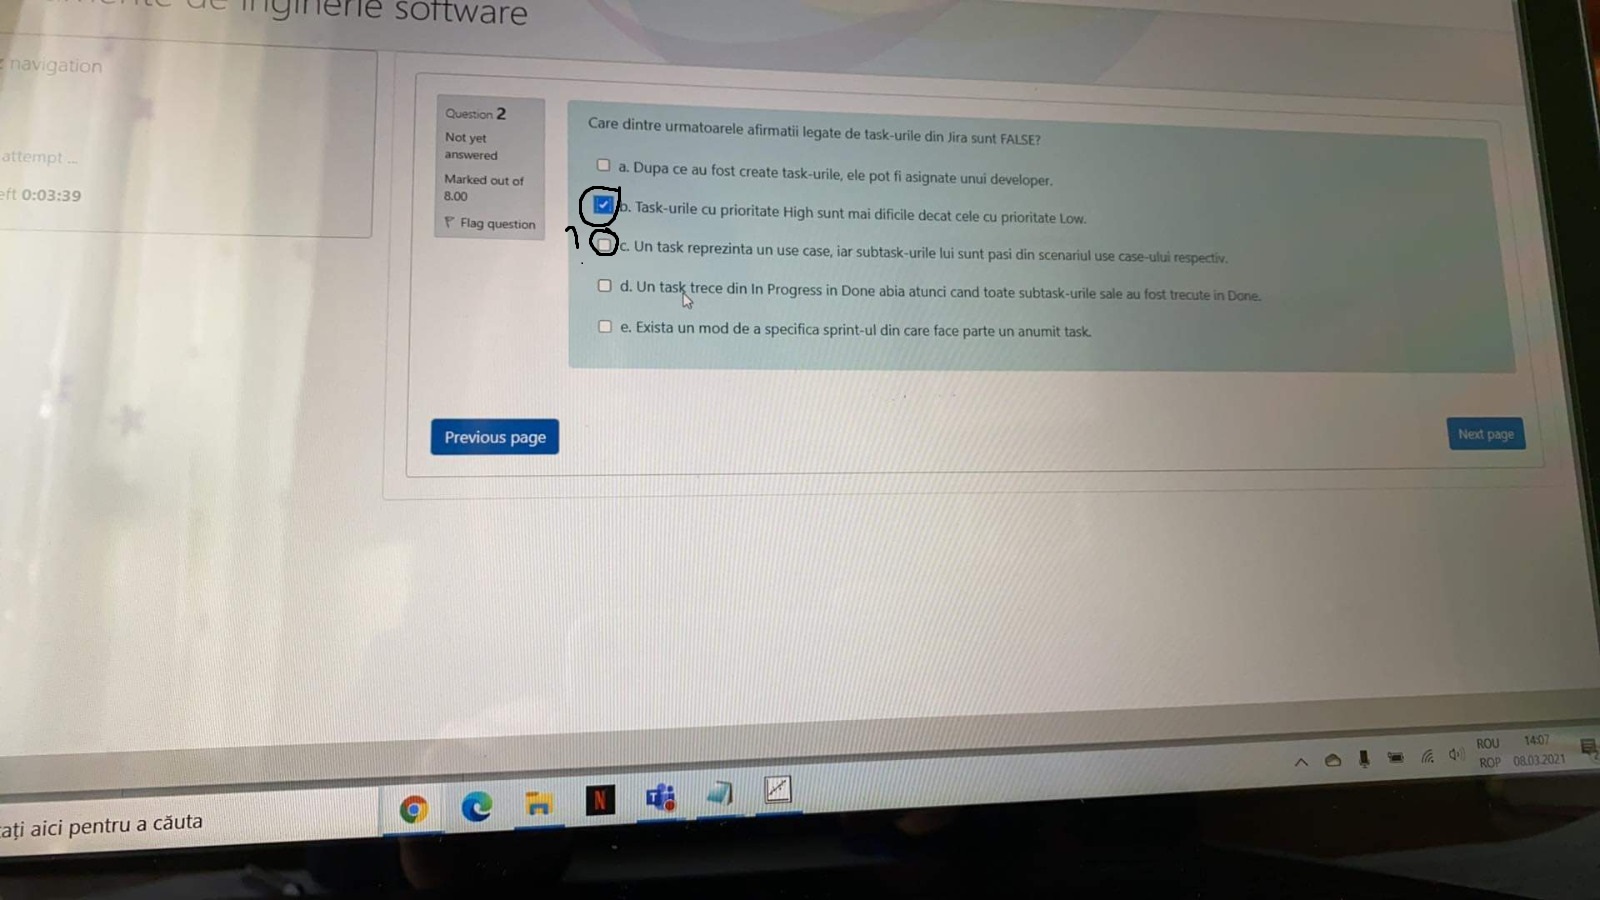 de inginerie software
navigation
attempt ...
0:03:39
Question 2
Not yet
answered
Marked out of
8.00
Flag question
Care dintre urmatoarele afirmatii legate de task-urile din Jira sunt FALSE?
a. Dupa ce au fost create task-urile, ele pot fi asignate unui developer.
b. Task-urile cu prioritate High sunt mai dificile decat cele cu prioritate Low.
c. Un task reprezinta un use case, iar subtask-urile lui sunt pasi din scenariul use case-ului respectiv.
d. Un task trece din In Progress in Done abia atunci cand toate subtask-urile sale au fost trecute in Done.
e. Exista un mod de a specifica sprint-ul din care face parte un anumit task.
Previous page
Next page
aici pentru a căuta
N
T
ROU
14:07
ROP
08.03.2021